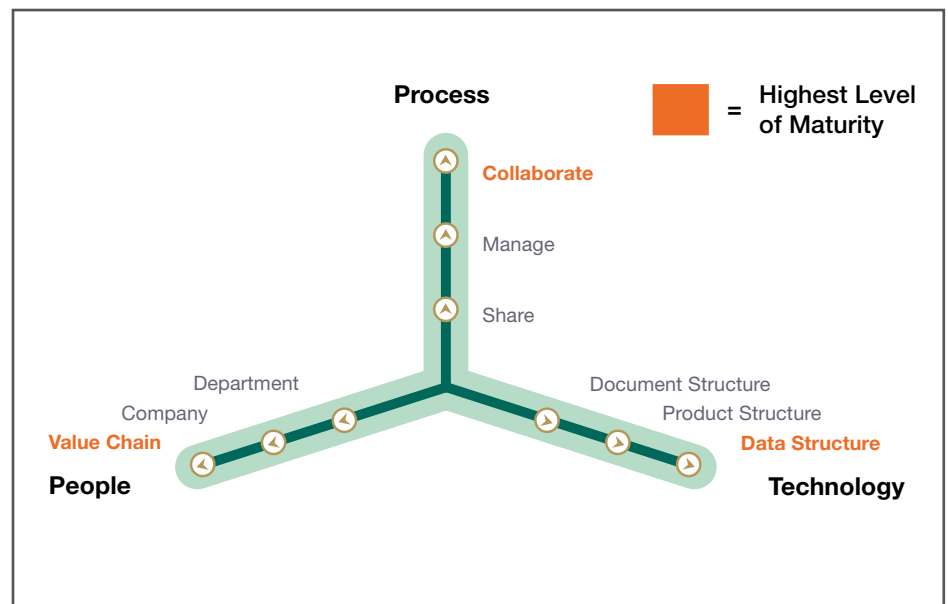 Process
=
Highest Level
of Maturity
Collaborate
Manage
Share
Department
Company
Value Chain
People
Document Structure
Product Structure
Data Structure
Technology